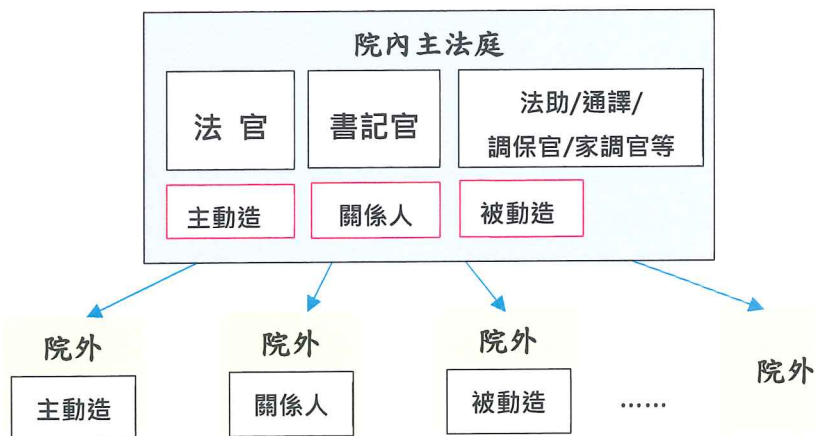 院內主法庭
法 官
書記官
法助/通譯/
調保官/家調官等
主動造
關係人
被動造
院外
院外
院外
院外
主動造
關係人
被動造
......